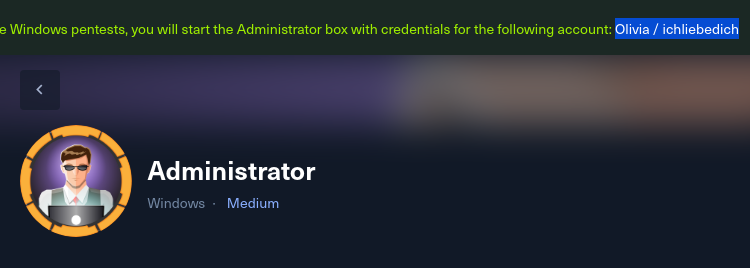 e Windows pentests, you will start the Administrator box with credentials for the following account: Olivia / ichliebedich
Administrator
Windows · Medium